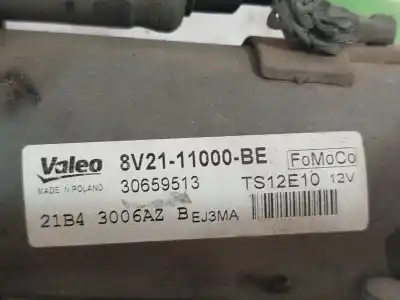 Valeo 8V21-11000-BE FoMoCo
MADE IN POLAND 30659513 TS12E10 12V
21B4 3006AZ B EJ3MA